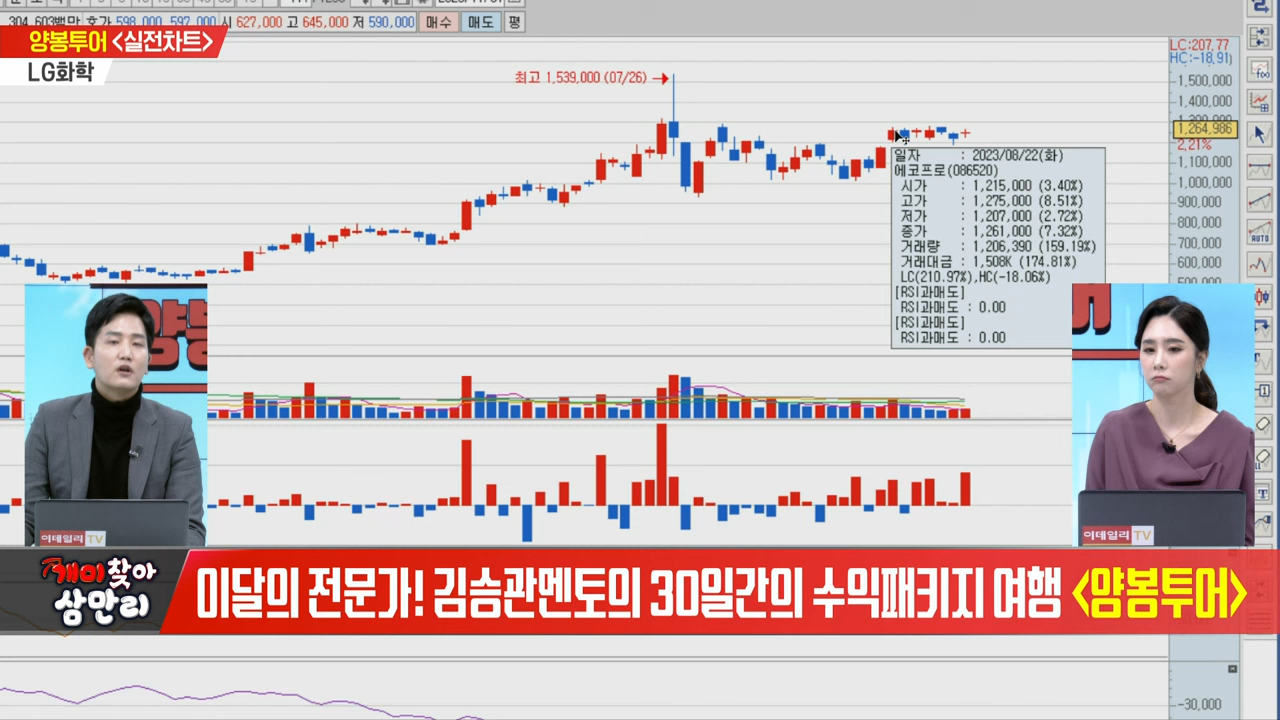 304,603백만 호가 598,000 597,000 시 627,000 고 645,000 저 590,000 매수 매도 평
양봉투어 <실전차트>
LG화학
최고 1,539,000 (07/26) →
LC:207.77
HC:-18.91
1,500,000
1,400,000
1,264,986
2,21%
1,100,000
1,000,000
900,000
800,000
700,000
600,000
500,000
일자 : 2023/08/22(화)
에코프로(086520)
시가 : 1,215,000 (3.40%)
고가 : 1,275,000 (8.51%)
저가 : 1,207,000 (2.72%)
종가 : 1,261,000 (7.32%)
거래량 : 1,206,390 (159.19%)
거래대금 : 1,508K (174.81%)
LC(210.97%),HC(-18.06%)
[RSI과매도]
RSI과매도 : 0.00
[RSI과매도]
RSI과매도 : 0.00
양봉
어
이데일리 TV
이데일리 TV
개미찾아
삼만리
이달의 전문가! 김승관멘토의 30일간의 수익패키지 여행 <양봉투어>
-30,000
AUTO